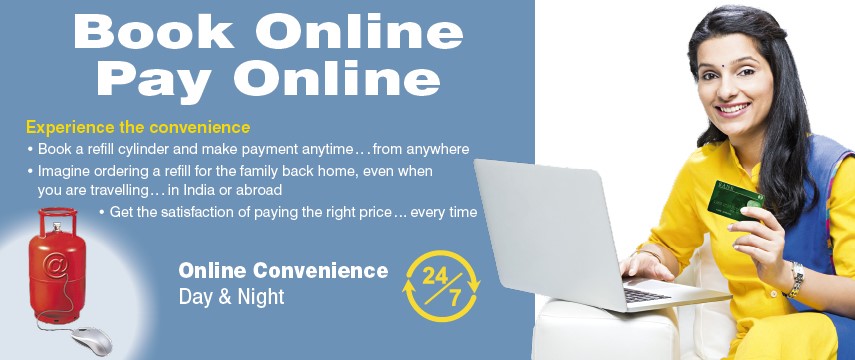 Book Online
Pay Online
Experience the convenience
• Book a refill cylinder and make payment anytime...from anywhere
• Imagine ordering a refill for the family back home, even when
you are travelling...in India or abroad
• Get the satisfaction of paying the right price... every time
@
Online Convenience
Day & Night
24/7
BANK